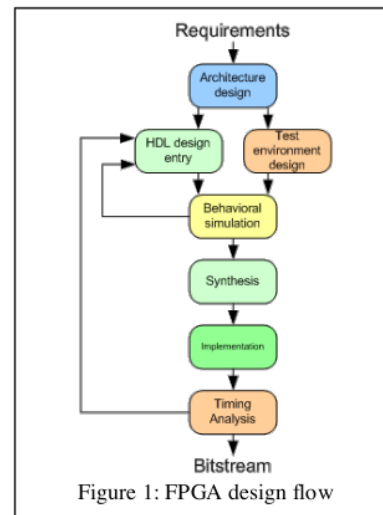 Requirements
Architecture
design
HDL design
entry
Test
environment
design
Behavioral
simulation
Synthesis
Implementation
Timing
Analysis
Bitstream
Figure 1: FPGA design flow